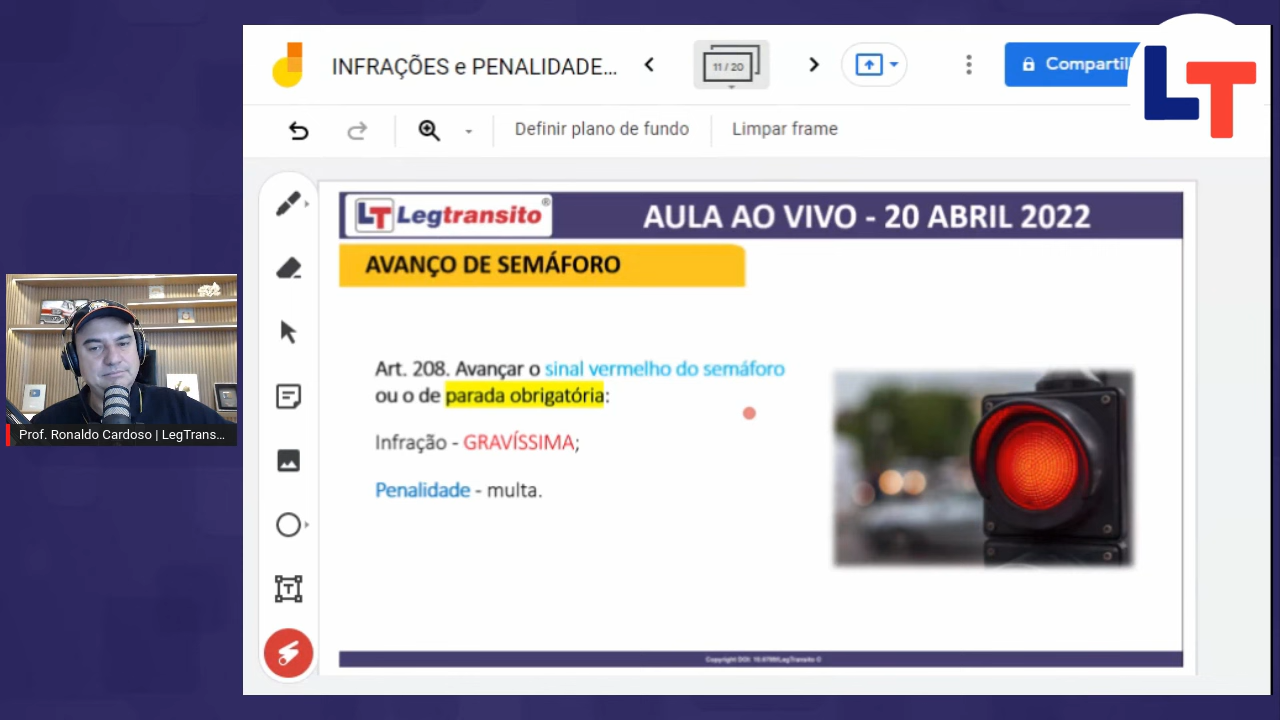 INFRAÇÕES e PENALIDADE...
11 / 20
Compartil
LT
Definir plano de fundo
Limpar frame
LT Legtransito®
AULA AO VIVO - 20 ABRIL 2022
AVANÇO DE SEMÁFORO
Art. 208. Avançar o sinal vermelho do semáforo
ou o de parada obrigatória:
Infração - GRAVÍSSIMA;
Penalidade - multa.
Prof. Ronaldo Cardoso | LegTrans...